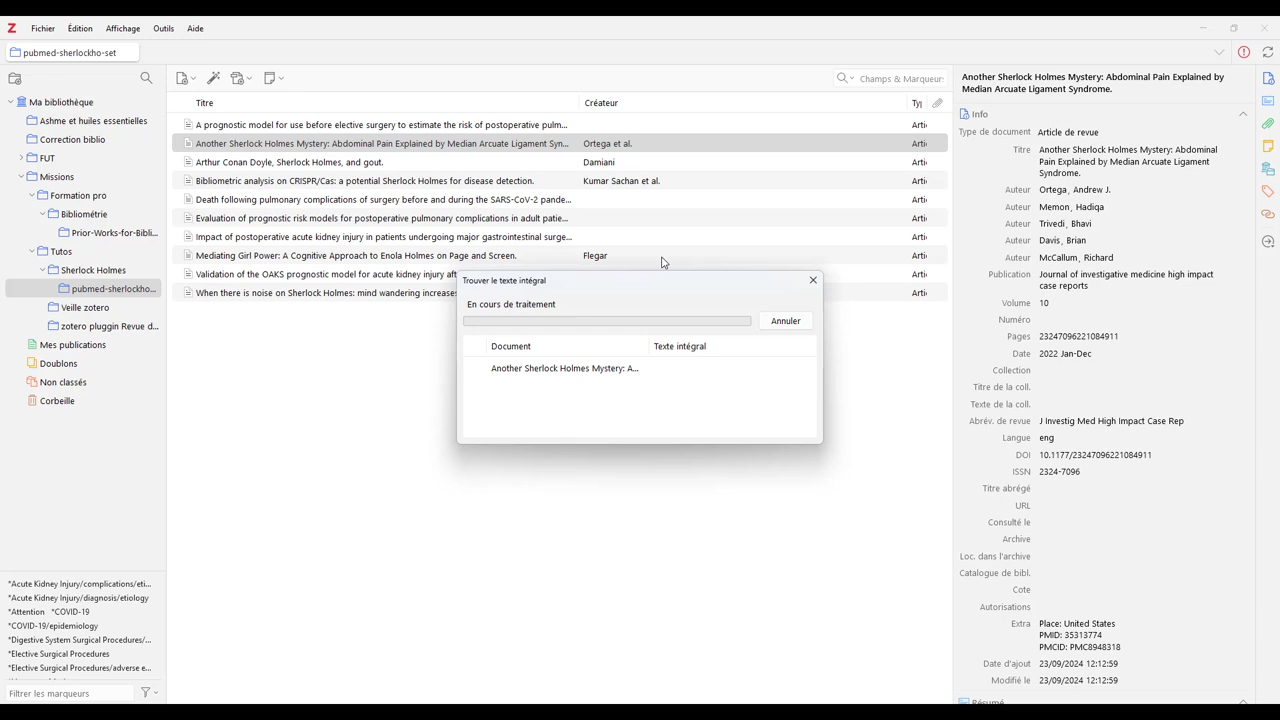 Z Fichier Édition Affichage Outils Aide
pubmed-sherlockho-set
Champs & Marqueurs
Ma bibliothèque
Ashme et huiles essentielles
Correction biblio
FUT
Missions
Formation pro
Bibliométrie
Prior-Works-for-Bibli...
Tutos
Sherlock Holmes
pubmed-sherlockho...
Veille zotero
zotero pluggin Revue d...
Mes publications
Doublons
Non classés
Corbeille
*Acute Kidney Injury/complications/eti...
*Acute Kidney Injury/diagnosis/etiology
*Attention *COVID-19
*COVID-19/epidemiology
*Digestive System Surgical Procedures/...
*Elective Surgical Procedures
*Elective Surgical Procedures/adverse e...
Filtrer les marqueurs
Titre Créateur Ty
A prognostic model for use before elective surgery to estimate the risk of postoperative pulm... Artic
Another Sherlock Holmes Mystery: Abdominal Pain Explained by Median Arcuate Ligament Syn... Ortega et al. Artic
Arthur Conan Doyle, Sherlock Holmes, and gout. Damiani Artic
Bibliometric analysis on CRISPR/Cas: a potential Sherlock Holmes for disease detection. Kumar Sachan et al. Artic
Death following pulmonary complications of surgery before and during the SARS-CoV-2 pande... Artic
Evaluation of prognostic risk models for postoperative pulmonary complications in adult patie... Artic
Impact of postoperative acute kidney injury in patients undergoing major gastrointestinal surge... Artic
Mediating Girl Power: A Cognitive Approach to Enola Holmes on Page and Screen. Flegar Artic
Validation of the OAKS prognostic model for acute kidney injury aft Artic
When there is noise on Sherlock Holmes: mind wandering increases Artic
Trouver le texte intégral
En cours de traitement
Annuler
Document Texte intégral
Another Sherlock Holmes Mystery: A...
Another Sherlock Holmes Mystery: Abdominal Pain Explained by
Median Arcuate Ligament Syndrome.
Info
Type de document Article de revue
Titre Another Sherlock Holmes Mystery: Abdominal
Pain Explained by Median Arcuate Ligament
Syndrome.
Auteur Ortega, Andrew J.
Auteur Memon, Hadiqa
Auteur Trivedi, Bhavi
Auteur Davis, Brian
Auteur McCallum, Richard
Publication Journal of investigative medicine high impact
case reports
Volume 10
Numéro
Pages 23247096221084911
Date 2022 Jan-Dec
Collection
Titre de la coll.
Texte de la coll.
Abrév. de revue J Investig Med High Impact Case Rep
Langue eng
DOI 10.1177/23247096221084911
ISSN 2324-7096
Titre abrégé
URL
Consulté le
Archive
Loc. dans l'archive
Catalogue de bibl.
Cote
Autorisations
Extra Place: United States
PMID: 35313774
PMCID: PMC8948318
Date d'ajout 23/09/2024 12:12:59
Modifié le 23/09/2024 12:12:59
Résumé